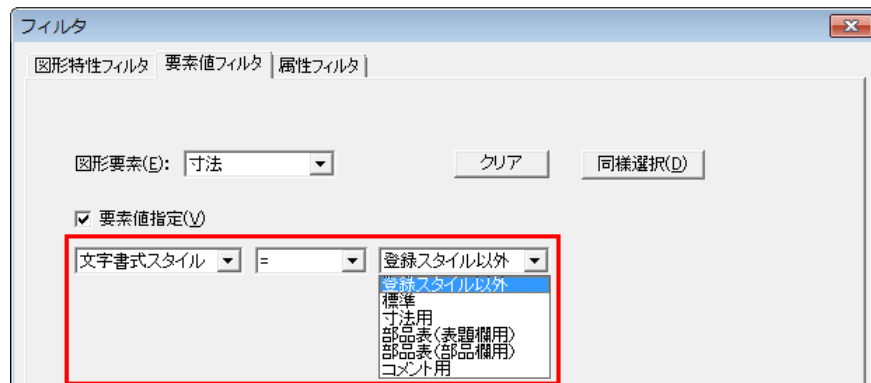 フィルタ
図形特性フィルタ 要素値フィルタ 属性フィルタ
図形要素(E): 寸法 クリア 同様選択(D)
要素値指定(V)
文字書式スタイル = 登録スタイル以外
登録スタイル以外
標準
寸法用
部品表(表題欄用)
部品表(部品欄用)
コメント用